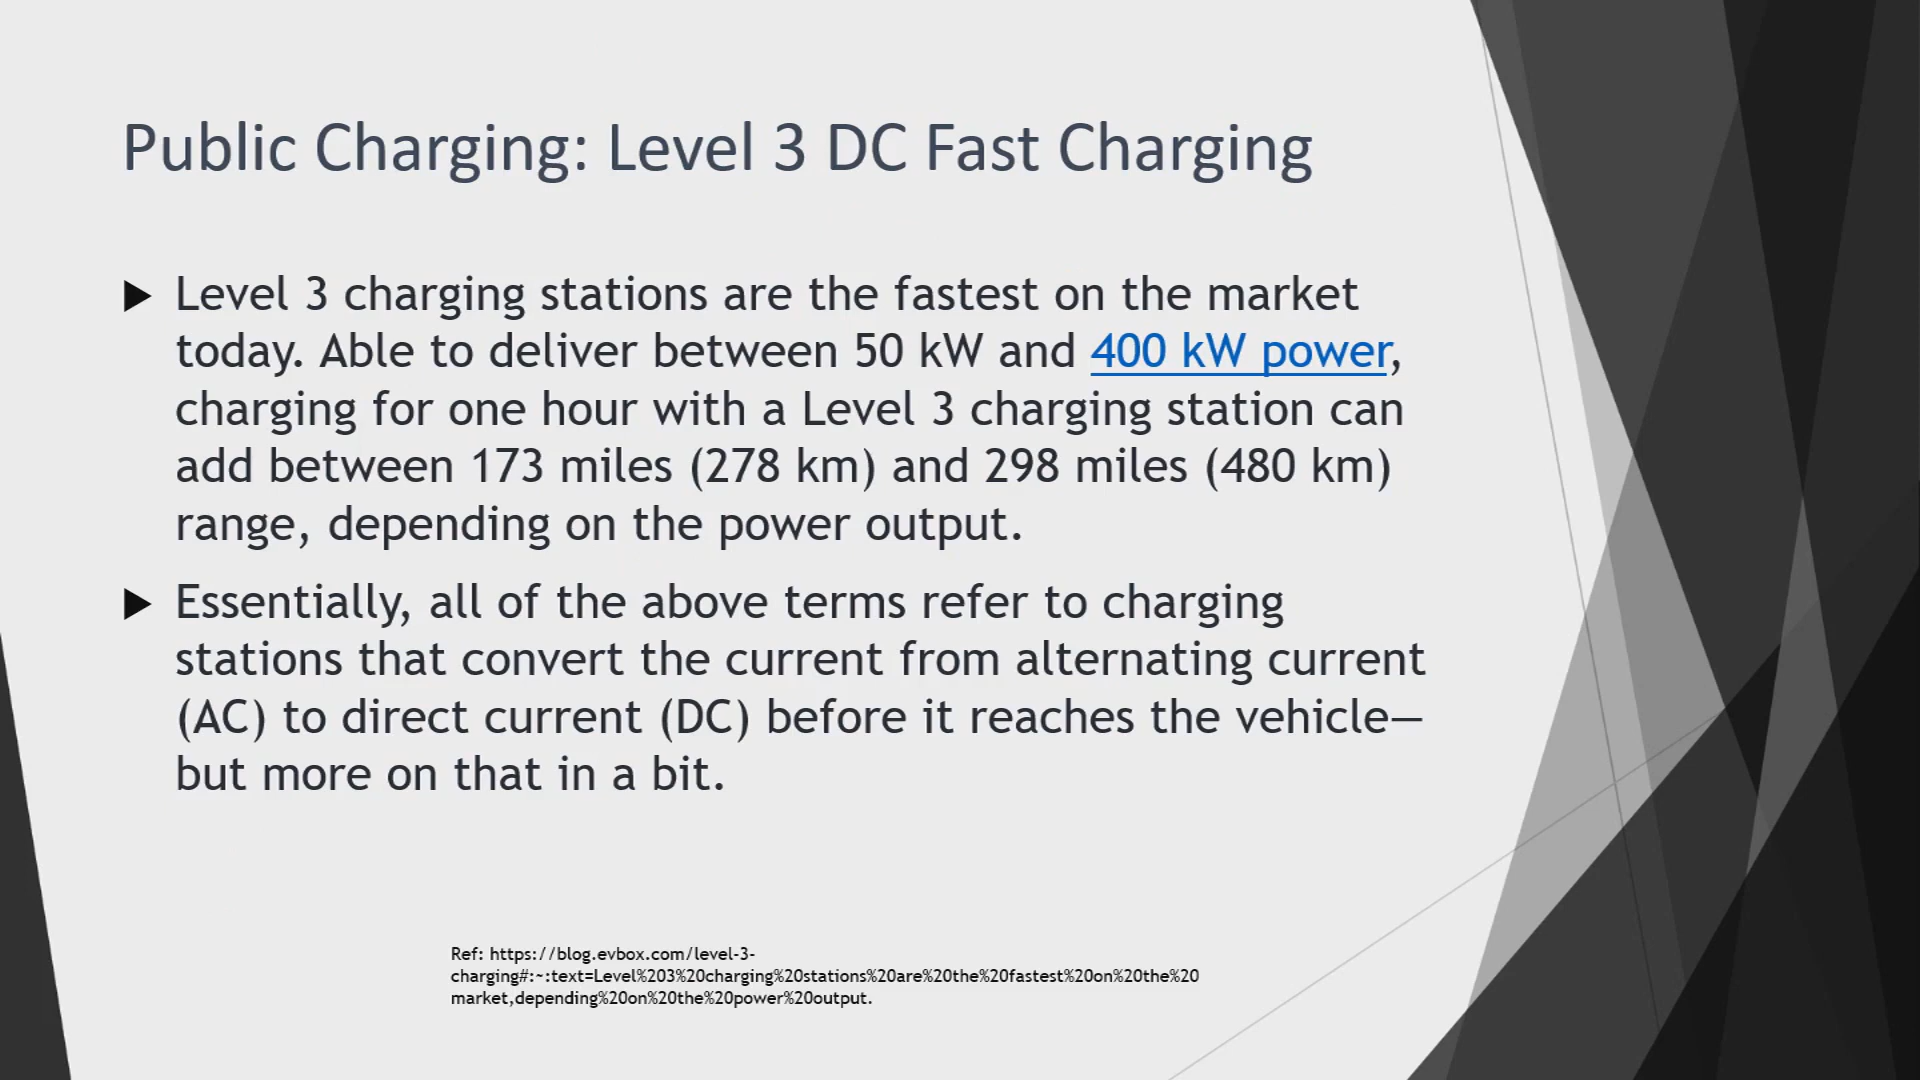 Public Charging: Level 3 DC Fast Charging
Level 3 charging stations are the fastest on the market
today. Able to deliver between 50 kW and 400 kW power,
charging for one hour with a Level 3 charging station can
add between 173 miles (278 km) and 298 miles (480 km)
range, depending on the power output.
Essentially, all of the above terms refer to charging
stations that convert the current from alternating current
(AC) to direct current (DC) before it reaches the vehicle—
but more on that in a bit.
Ref: https://blog.evbox.com/level-3-
charging#:~:text=Level%203%20charging%20stations%20are%20the%20fastest%20on%20the%20
market,depending%20on%20the%20power%20output.